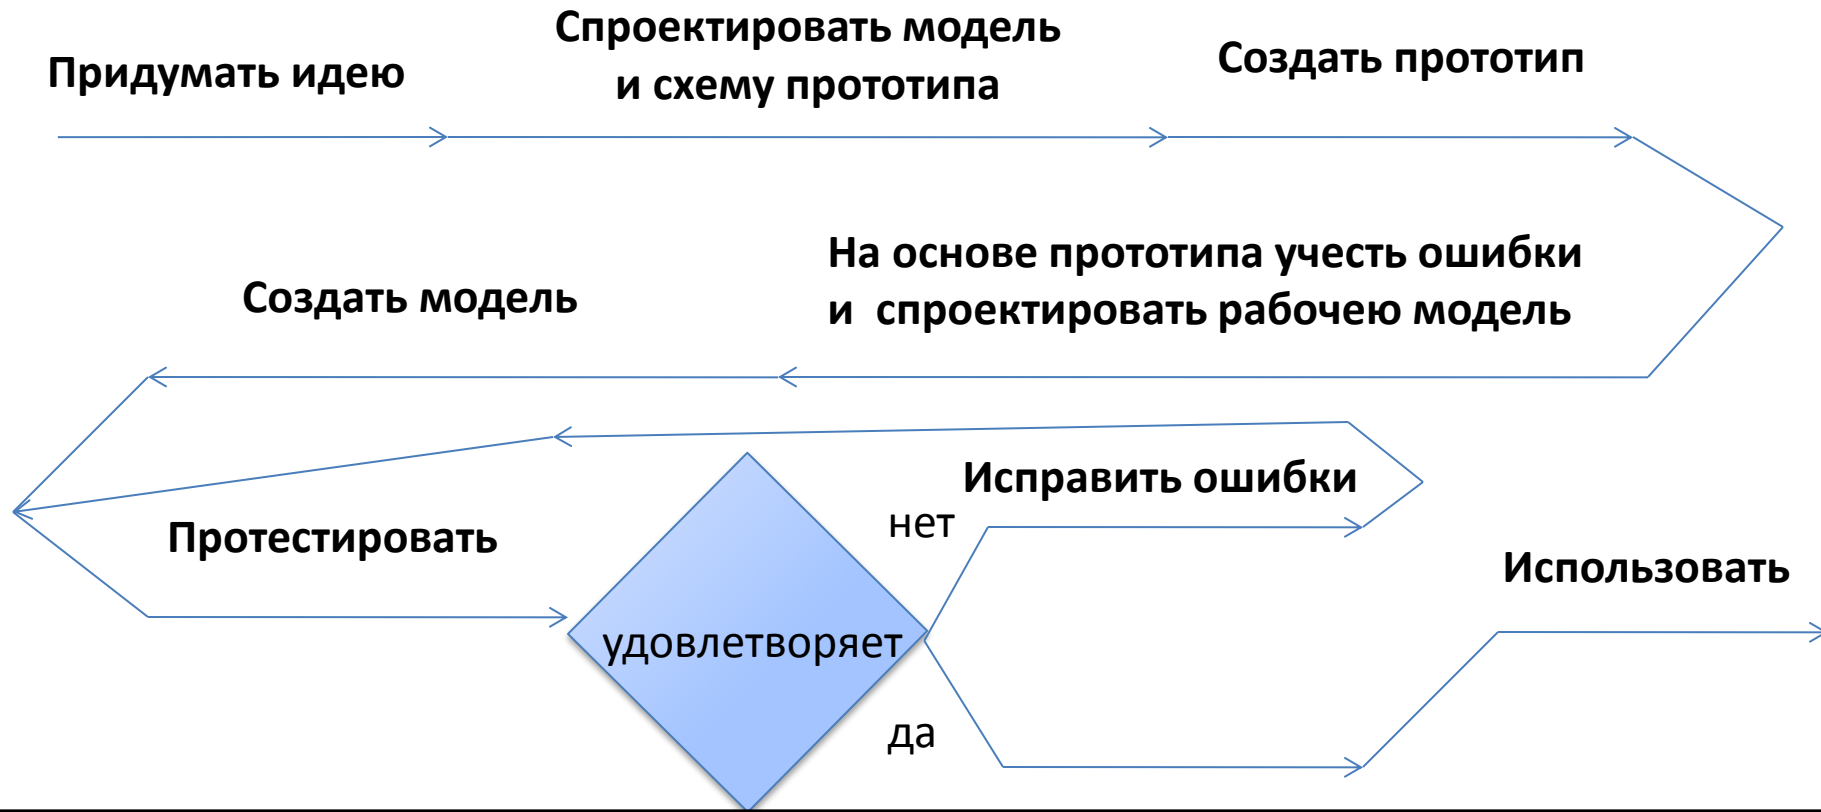 Придумать идею
Спроектировать модель
и схему прототипа
Создать прототип
На основе прототипа учесть ошибки
и  спроектировать рабочею модель
Создать модель
Протестировать
удовлетворяет
нет
Исправить ошибки
да
Использовать